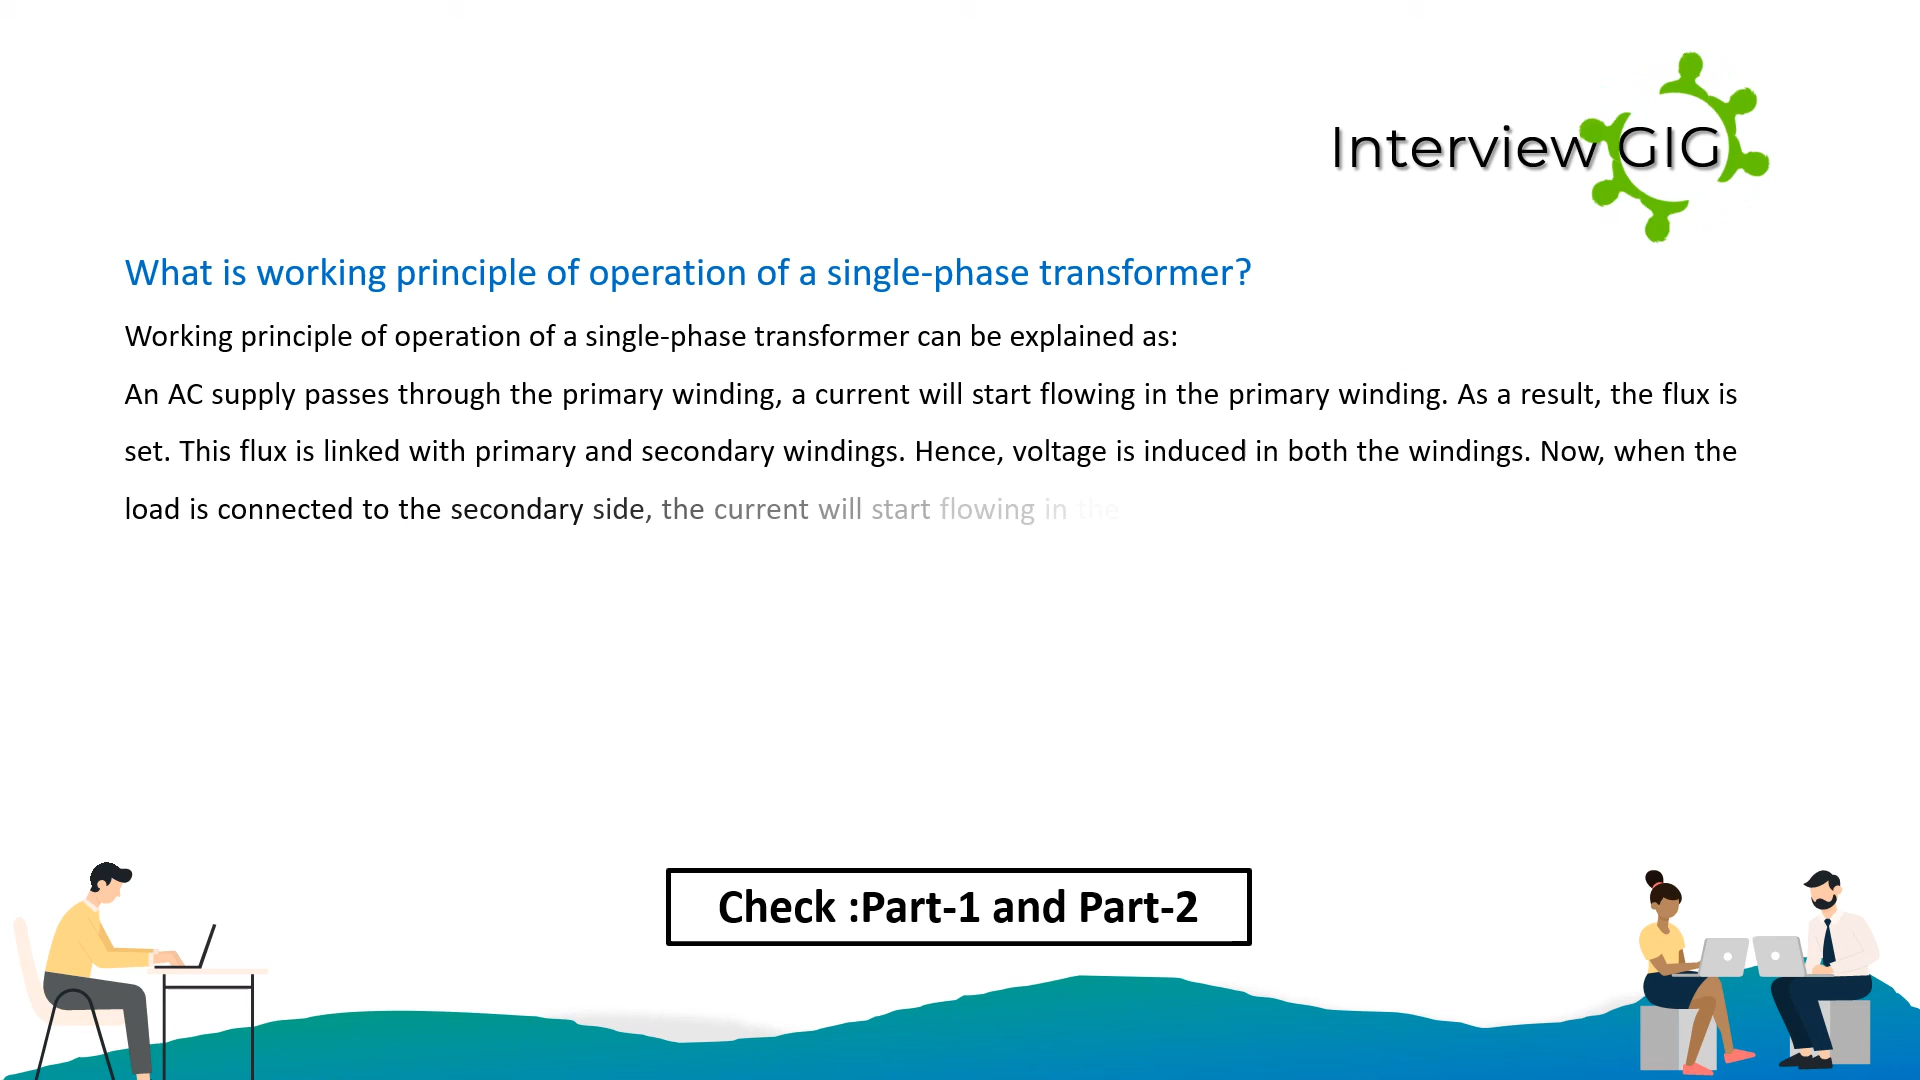 Interview GIG
What is working principle of operation of a single-phase transformer?
Working principle of operation of a single-phase transformer can be explained as:
An AC supply passes through the primary winding, a current will start flowing in the primary winding. As a result, the flux is
set. This flux is linked with primary and secondary windings. Hence, voltage is induced in both the windings. Now, when the
load is connected to the secondary side, the current will start flowing in the
Check :Part-1 and Part-2